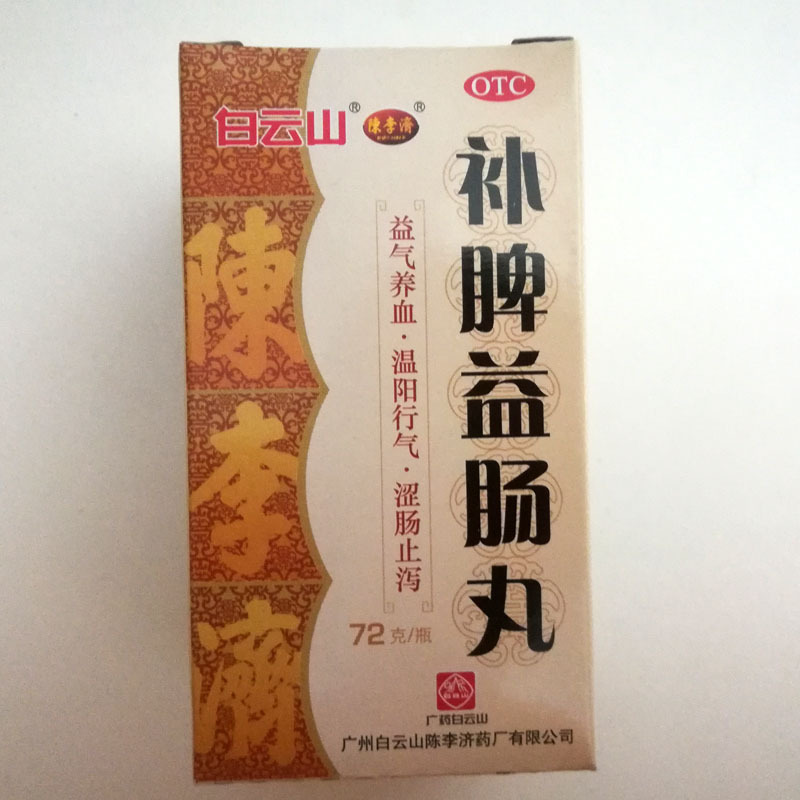 OTC
白云山® 陳李濟®
补脾益肠丸
益气养血·温阳行气·涩肠止泻
陳李濟
72克/瓶
广药白云山
广州白云山陈李济药厂有限公司